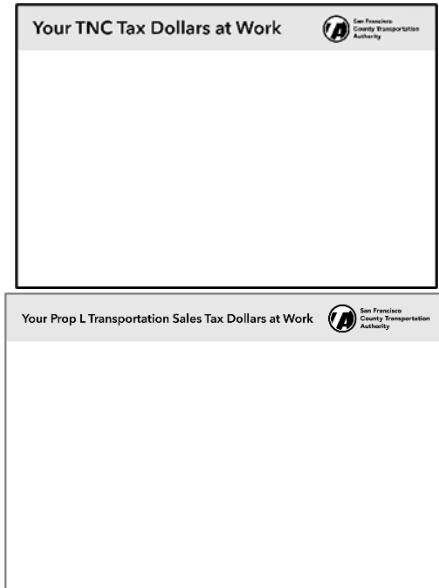 Your TNC Tax Dollars at Work
San Francisco
County Transportation
Authority
Your Prop L Transportation Sales Tax Dollars at Work
San Francisco
County Transportation
Authority